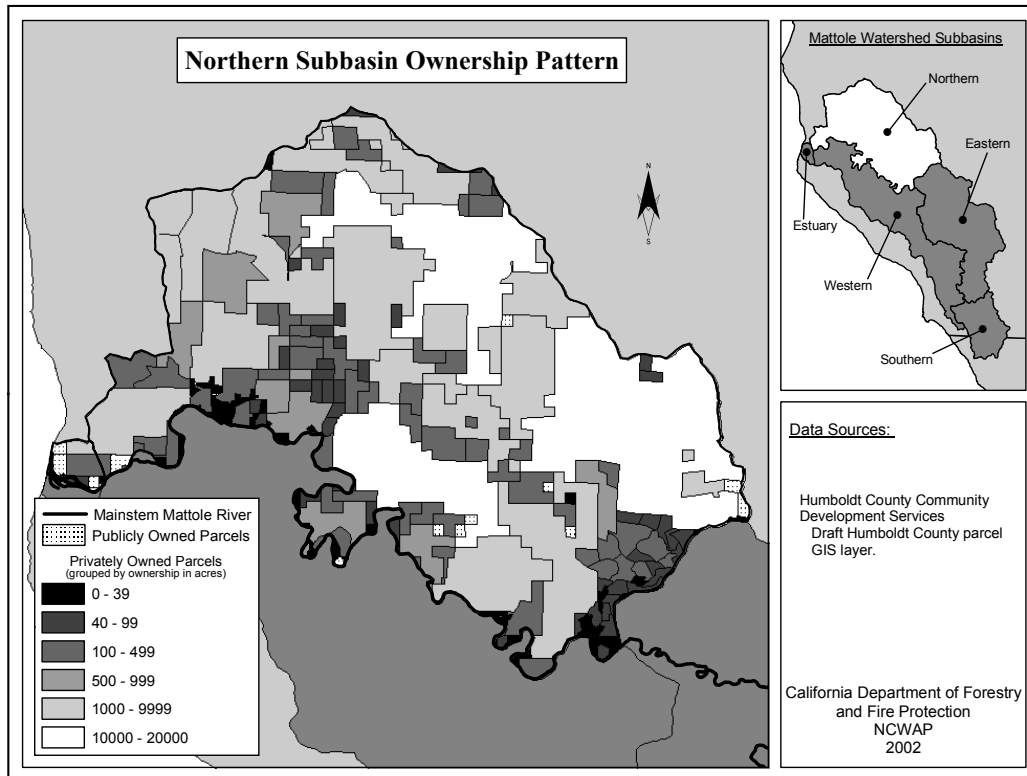 Northern Subbasin Ownership Pattern
N
S
Mainstem Mattole River
Publicly Owned Parcels
Privately Owned Parcels
(grouped by ownership in acres)
0 - 39
40 - 99
100 - 499
500 - 999
1000 - 9999
10000 - 20000
Mattole Watershed Subbasins
Northern
Eastern
Estuary
Western
Southern
Data Sources:
Humboldt County Community
Development Services
Draft Humboldt County parcel
GIS layer.
California Department of Forestry
and Fire Protection
NCWAP
2002